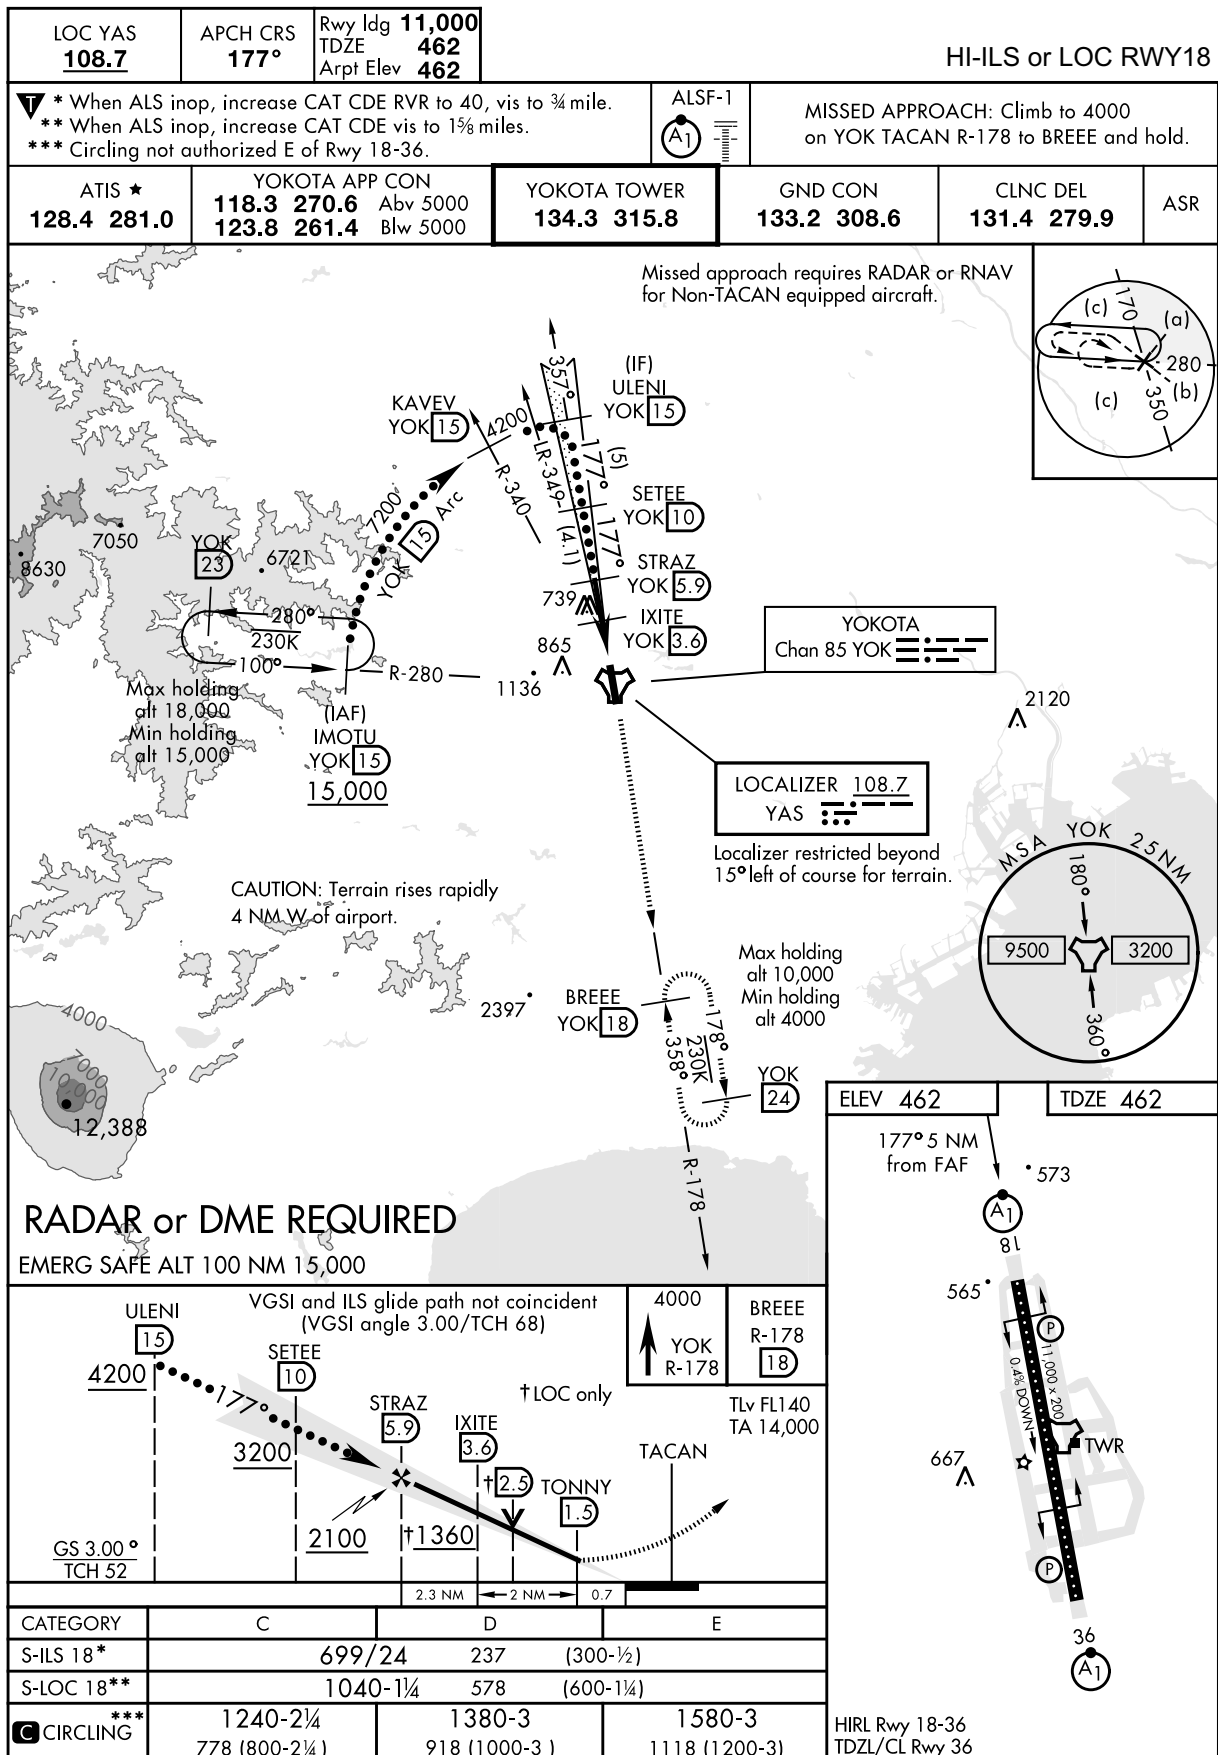 LOC YAS
108.7
APCH CRS
177°
Rwy ldg 11,000
TDZE 462
Arpt Elev 462
HI-ILS or LOC RWY18
T * When ALS inop, increase CAT CDE RVR to 40, vis to ¾ mile.
** When ALS inop, increase CAT CDE vis to 1⅝ miles.
*** Circling not authorized E of Rwy 18-36.
ALSF-1
A1
MISSED APPROACH: Climb to 4000
on YOK TACAN R-178 to BREEE and hold.
ATIS ★
128.4 281.0
YOKOTA APP CON
118.3 270.6 Abv 5000
123.8 261.4 Blw 5000
YOKOTA TOWER
134.3 315.8
GND CON
133.2 308.6
CLNC DEL
131.4 279.9
ASR
Missed approach requires RADAR or RNAV
for Non-TACAN equipped aircraft.
170
(c)
(a)
280
(b)
(c)
350
357°
(IF)
ULENI
YOK 15
KAVEV
YOK 15
4200
LR-349
R-340
177°
(5)
SETEE
YOK 10
(4.1)
177°
STRAZ
YOK 5.9
739
IXITE
YOK 3.6
7200
YOK 15 Arc
7050
8630
YOK
23
6721
280°
230K
100°
R-280
865
1136
Max holding
alt 18,000
Min holding
alt 15,000
(IAF)
IMOTU
YOK 15
15,000
YOKOTA
Chan 85 YOK
2120
LOCALIZER 108.7
YAS
Localizer restricted beyond
15° left of course for terrain.
MSA YOK 25NM
180°
9500
3200
360°
CAUTION: Terrain rises rapidly
4 NM W of airport.
Max holding
alt 10,000
Min holding
alt 4000
2397
BREEE
YOK 18
178°
230K
358°
YOK
24
R-178
4000
7000
10000
12,388
RADAR or DME REQUIRED
EMERG SAFE ALT 100 NM 15,000
ELEV 462
TDZE 462
177° 5 NM
from FAF
573
A1
18
565
P
11,000 x 200
0.4% DOWN
TWR
667
P
36
A1
HIRL Rwy 18-36
TDZL/CL Rwy 36
VGSI and ILS glide path not coincident
(VGSI angle 3.00/TCH 68)
4000
YOK
R-178
BREEE
R-178
18
TLv FL140
TA 14,000
ULENI
15
4200
177°
SETEE
10
3200
STRAZ
5.9
2100
IXITE
3.6
†1360
†LOC only
†2.5
TONNY
1.5
TACAN
GS 3.00°
TCH 52
2.3 NM
2 NM
0.7
CATEGORY C D E
S-ILS 18* 699/24 237 (300-½)
S-LOC 18** 1040-1¼ 578 (600-1¼)
C CIRCLING*** 1240-2¼ 1380-3 1580-3
778 (800-2¼) 918 (1000-3) 1118 (1200-3)